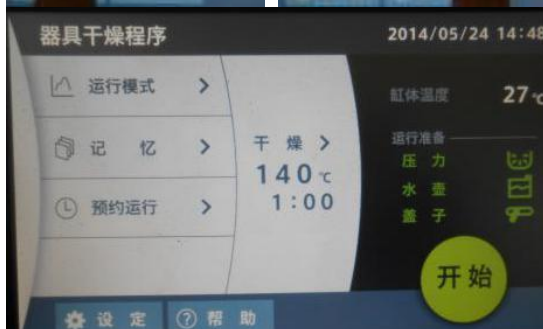 器具干燥程序
2014/05/24 14:48
运行模式
记 忆
预约运行
干 燥
140℃
1:00
缸体温度 27℃
运行准备
压 力
水 壶
盖 子
开始
设 定
帮 助